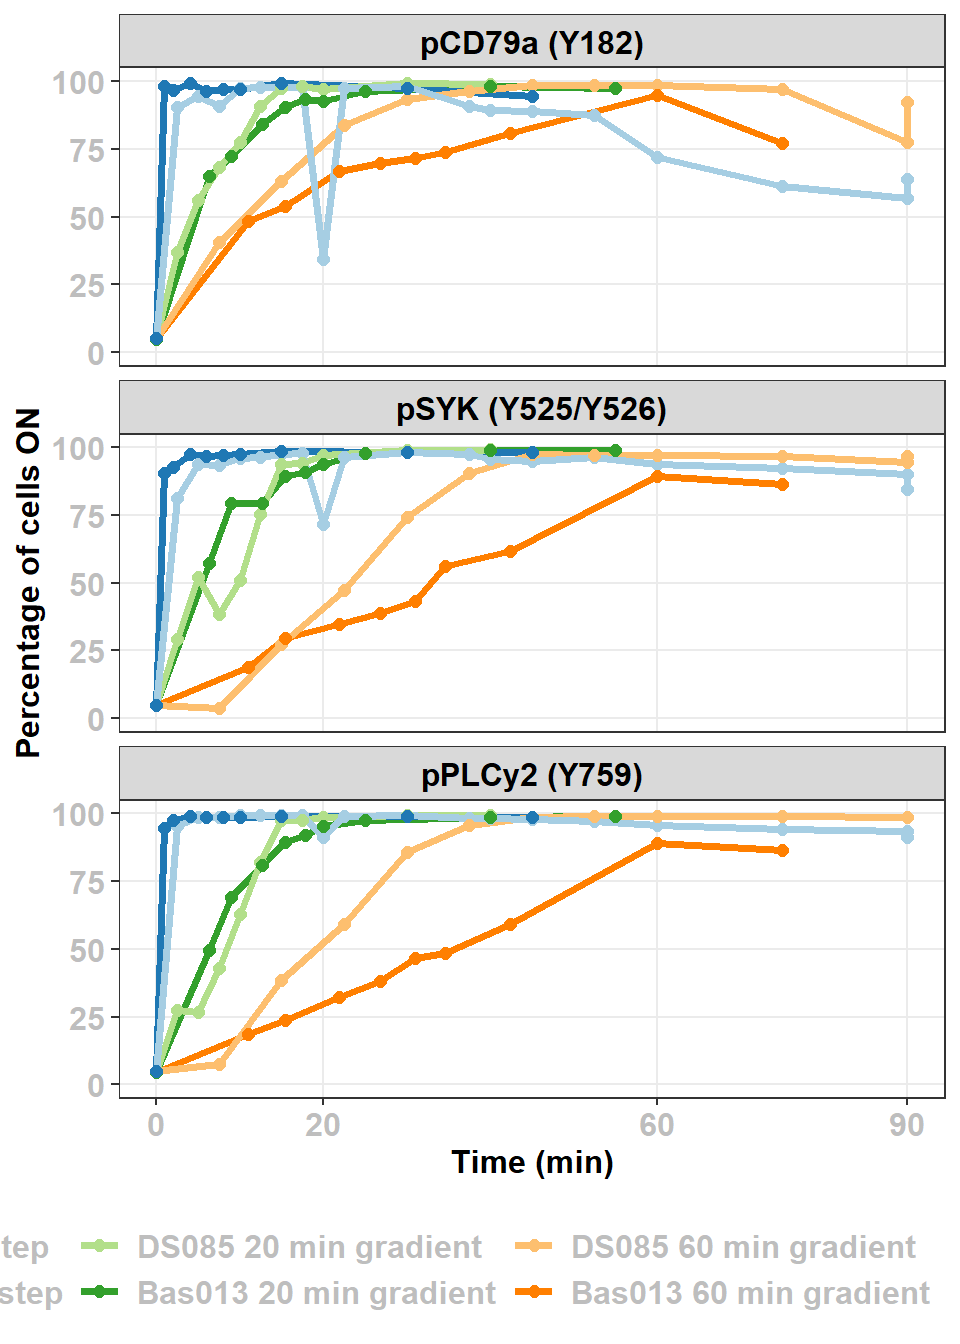 pCD79a (Y182)
100
75
50
25
0
pSYK (Y525/Y526)
100
75
50
25
0
Percentage of cells ON
pPLCy2 (Y759)
100
75
50
25
0
0 20 60 90
Time (min)
tep DS085 20 min gradient DS085 60 min gradient
step Bas013 20 min gradient Bas013 60 min gradient